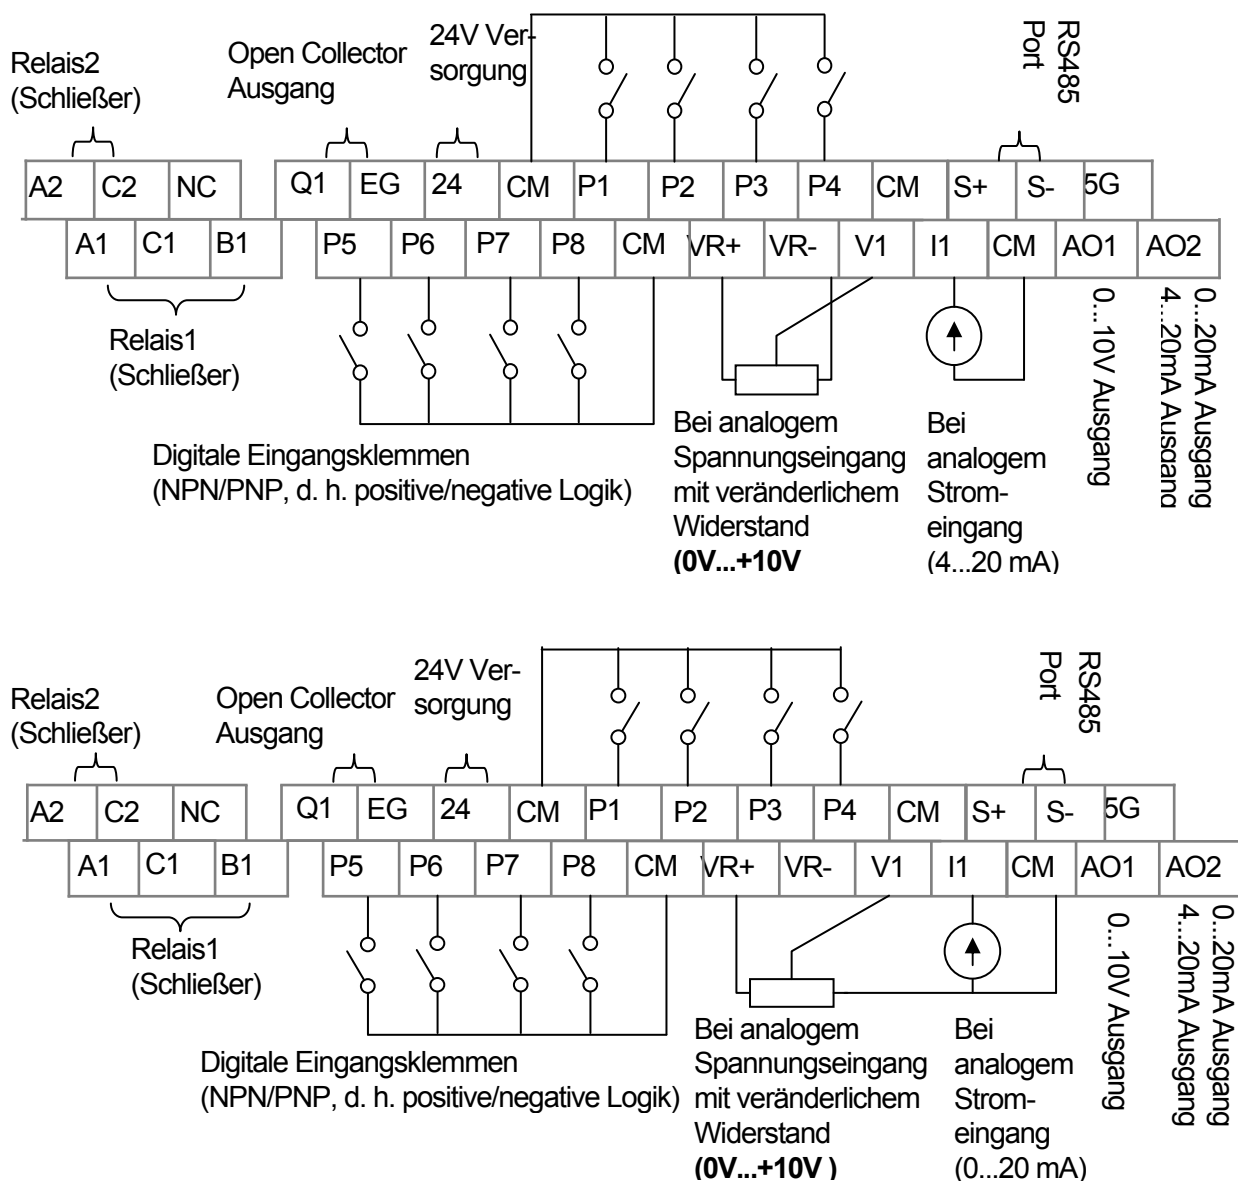 Relais2
(Schließer)
Open Collector
Ausgang
24V Ver-
sorgung
RS485
Port
A2 C2 NC Q1 EG 24 CM P1 P2 P3 P4 CM S+ S- 5G
A1 C1 B1 P5 P6 P7 P8 CM VR+ VR- V1 I1 CM AO1 AO2
Relais1
(Schließer)
Digitale Eingangsklemmen
(NPN/PNP, d. h. positive/negative Logik)
Bei analogem
Spannungseingang
mit veränderlichem
Widerstand
(0V...+10V
Bei
analogem
Strom-
eingang
(4...20 mA)
0...10V Ausgang
0...20mA Ausgang
4...20mA Ausgang
Relais2
(Schließer)
Open Collector
Ausgang
24V Ver-
sorgung
RS485
Port
A2 C2 NC Q1 EG 24 CM P1 P2 P3 P4 CM S+ S- 5G
A1 C1 B1 P5 P6 P7 P8 CM VR+ VR- V1 I1 CM AO1 AO2
Relais1
(Schließer)
Digitale Eingangsklemmen
(NPN/PNP, d. h. positive/negative Logik)
Bei analogem
Spannungseingang
mit veränderlichem
Widerstand
(0V...+10V )
Bei
analogem
Strom-
eingang
(0...20 mA)
0...10V Ausgang
0...20mA Ausgang
4...20mA Ausgang